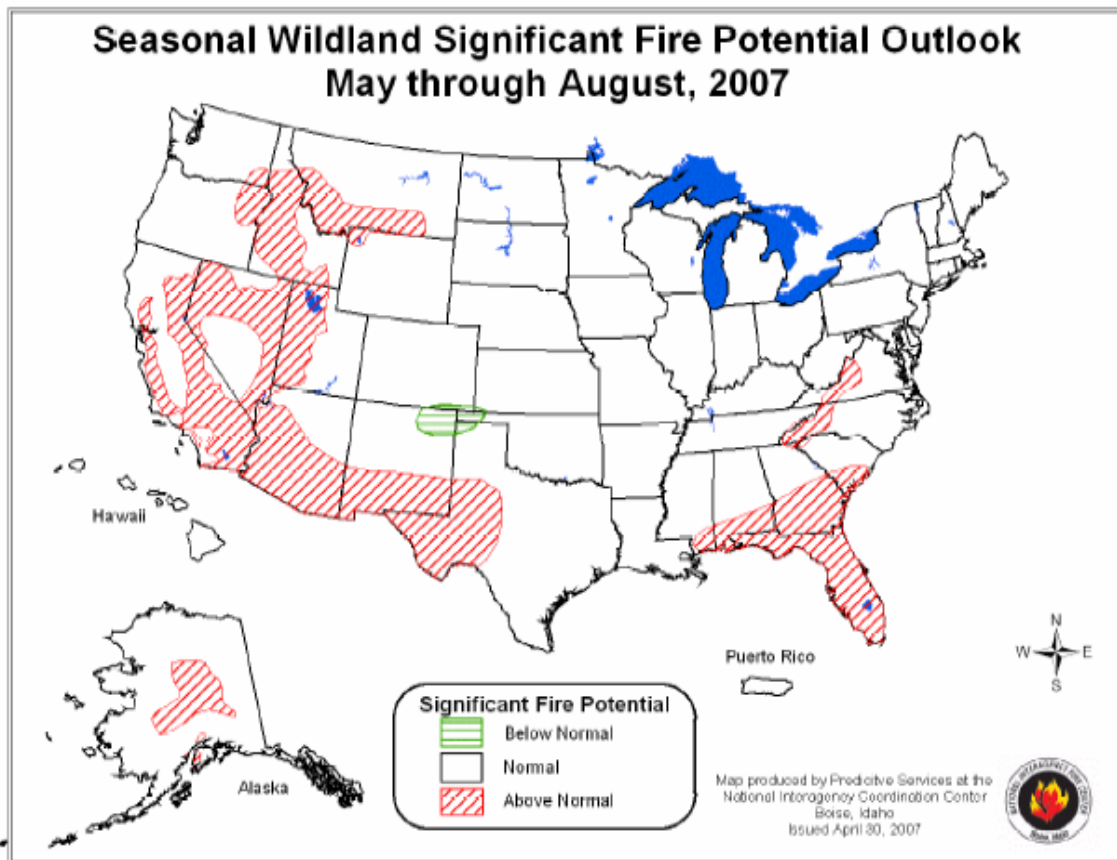 Seasonal Wildland Significant Fire Potential Outlook
May through August, 2007
Hawaii
Alaska
Puerto Rico
N
W
E
S
Significant Fire Potential
Below Normal
Normal
Above Normal
Map produced by Predicitve Services at the
National Interagency Coordination Center
Boise, Idaho
Issued April 30, 2007